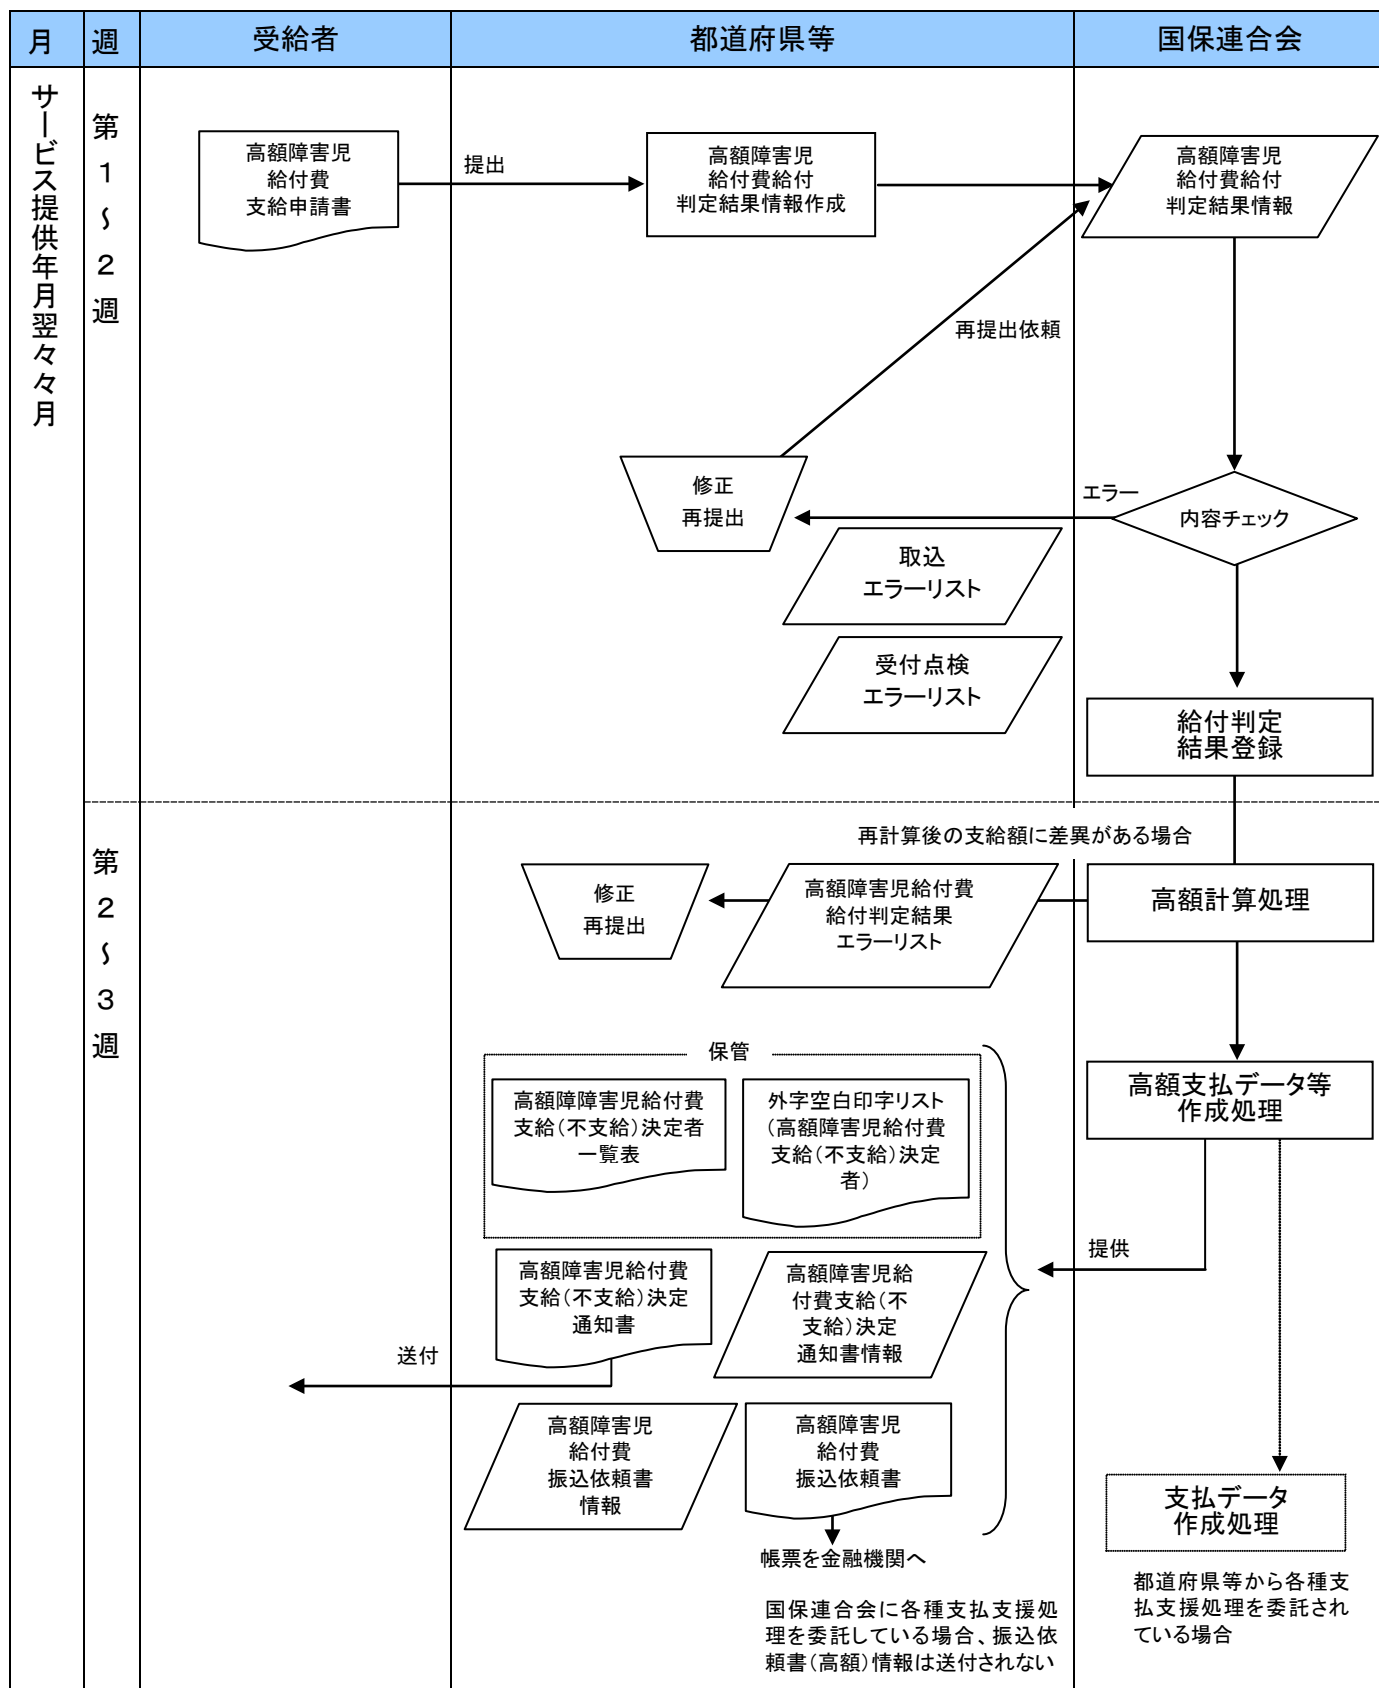 月
週
受給者
都道府県等
国保連合会
サービス提供年月翌々々月
第1～2週
高額障害児
給付費
支給申請書
提出
高額障害児
給付費給付
判定結果情報作成
高額障害児
給付費給付
判定結果情報
再提出依頼
修正
再提出
エラー
内容チェック
取込
エラーリスト
受付点検
エラーリスト
給付判定
結果登録
第2～3週
再計算後の支給額に差異がある場合
修正
再提出
高額障害児給付費
給付判定結果
エラーリスト
高額計算処理
保管
高額障障害児給付費
支給(不支給)決定者
一覧表
外字空白印字リスト
(高額障害児給付費
支給(不支給)決定
者)
高額支払データ等
作成処理
提供
高額障害児給付費
支給(不支給)決定
通知書
高額障害児給
付費支給(不
支給)決定
通知書情報
送付
高額障害児
給付費
振込依頼書
情報
高額障害児
給付費
振込依頼書
支払データ
作成処理
帳票を金融機関へ
国保連合会に各種支払支援処
理を委託している場合、振込依
頼書(高額)情報は送付されない
都道府県等から各種支
払支援処理を委託され
ている場合